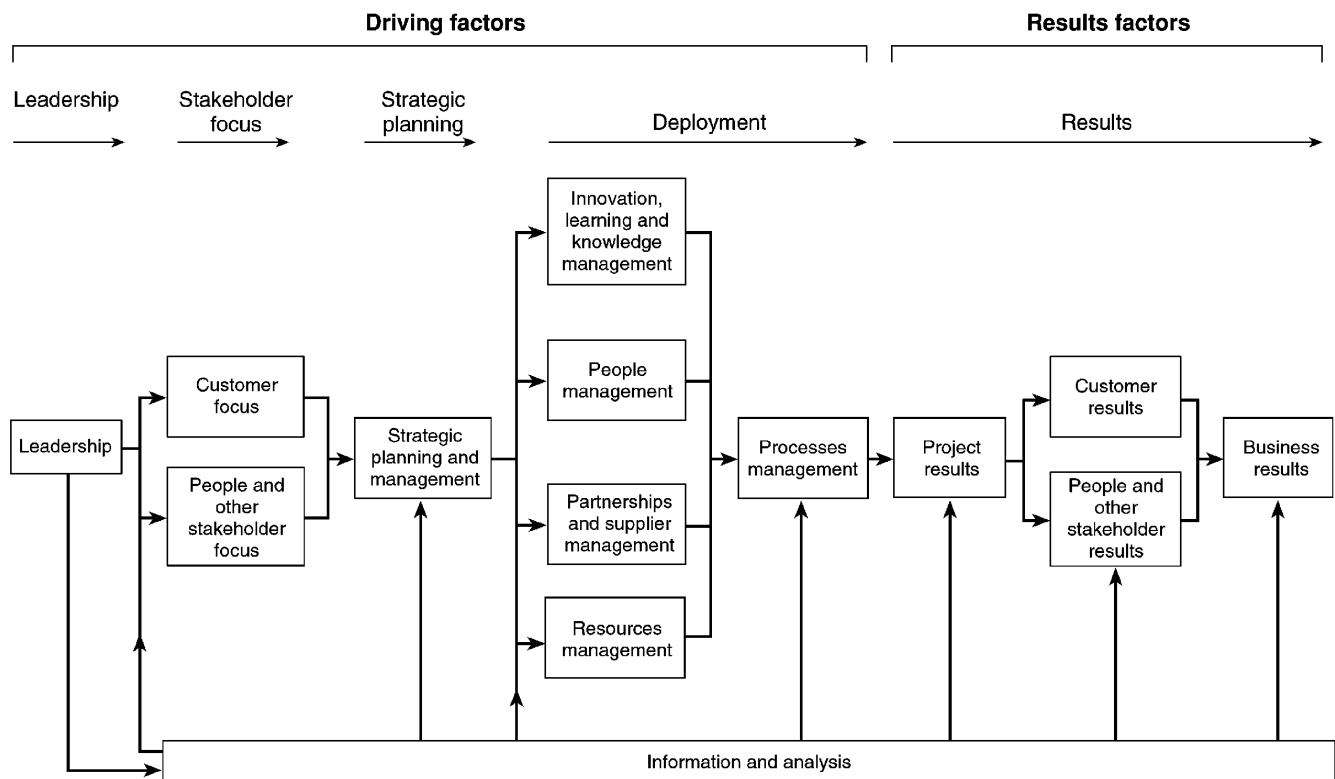 Driving factors
Results factors
Leadership
Stakeholder
focus
Strategic
planning
Deployment
Results
Innovation,
learning and
knowledge
management
People
management
Customer
focus
Customer
results
Leadership
Strategic
planning and
management
Processes
management
Project
results
Business
results
People and
other
stakeholder
focus
Partnerships
and supplier
management
People and
other
stakeholder
results
Resources
management
Information and analysis